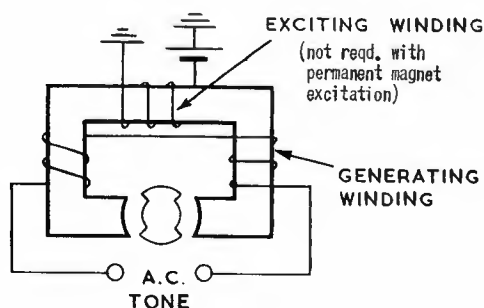 EXCITING WINDING
(not reqd. with
permanent magnet
excitation)
GENERATING
WINDING
A.C.
TONE